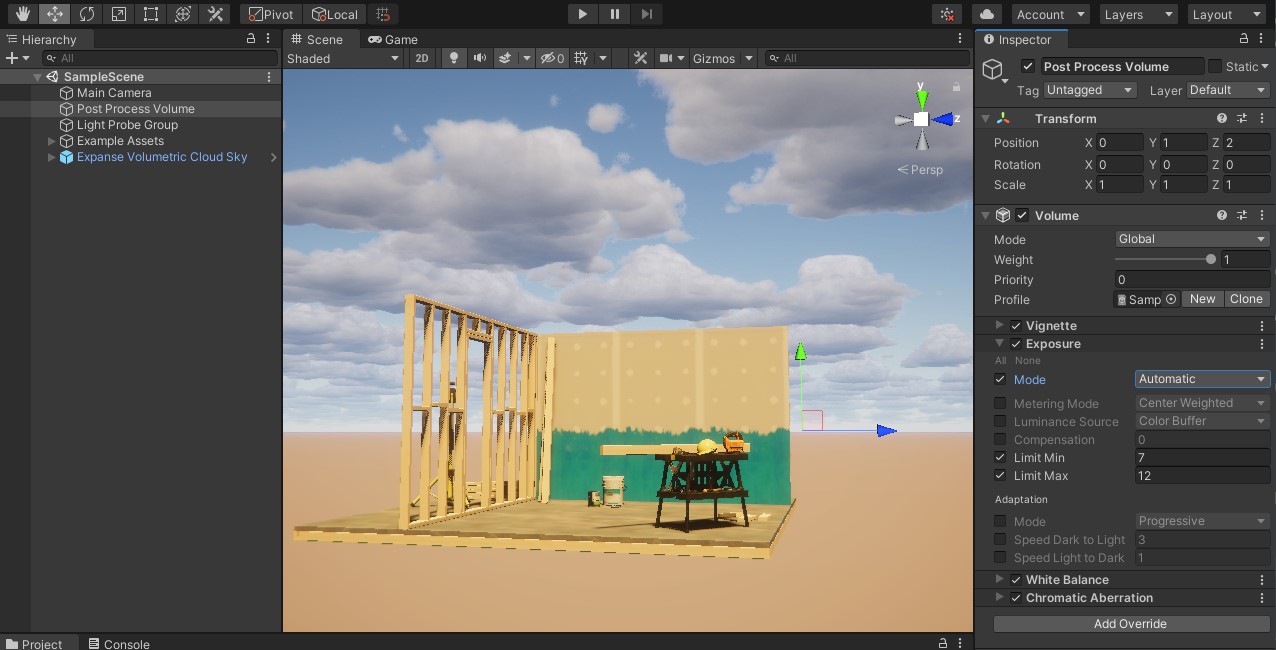 Pivot Local Account Layers Layout
Hierarchy
All
SampleScene
Main Camera
Post Process Volume
Light Probe Group
Example Assets
Expanse Volumetric Cloud Sky
Scene Game
Shaded 2D 0 Gizmos All
y
z
Persp
Inspector
Post Process Volume Static
Tag Untagged Layer Default
Transform
Position X 0 Y 1 Z 2
Rotation X 0 Y 0 Z 0
Scale X 1 Y 1 Z 1
Volume
Mode Global
Weight 1
Priority 0
Profile Samp New Clone
Vignette
Exposure
All None
Mode Automatic
Metering Mode Center Weighted
Luminance Source Color Buffer
Compensation 0
Limit Min 7
Limit Max 12
Adaptation
Mode Progressive
Speed Dark to Light 3
Speed Light to Dark 1
White Balance
Chromatic Aberration
Add Override
Project Console